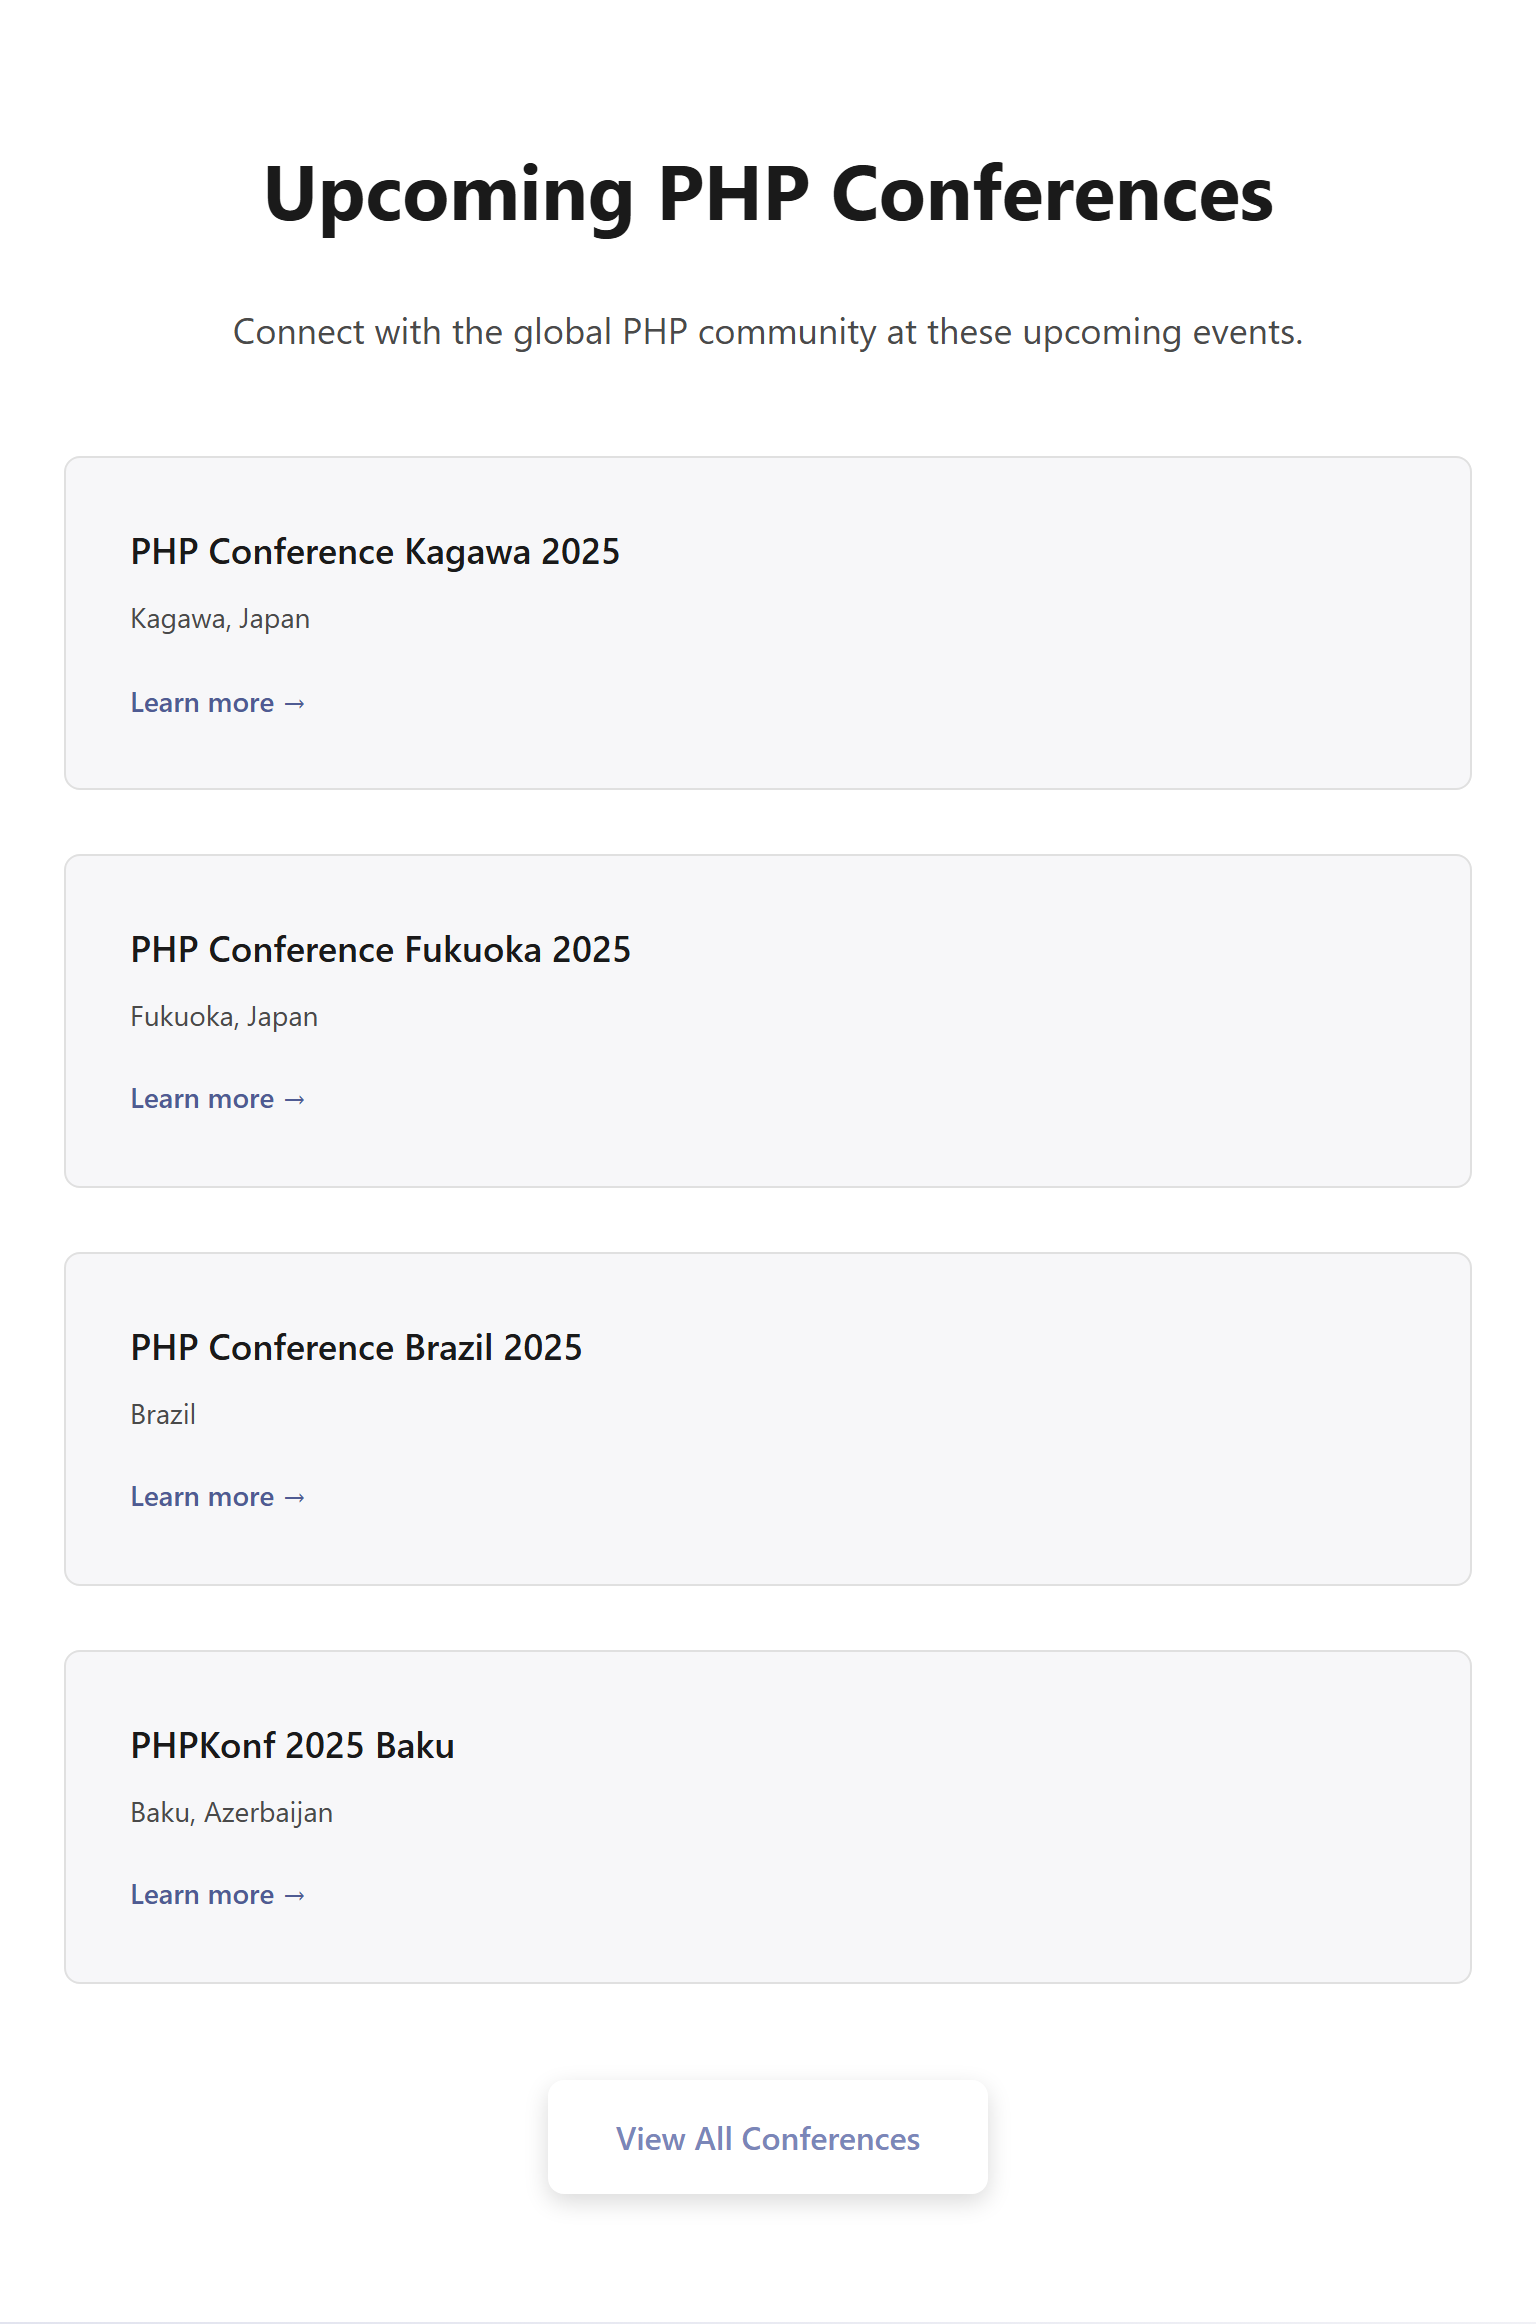 Upcoming PHP Conferences
Connect with the global PHP community at these upcoming events.
PHP Conference Kagawa 2025
Kagawa, Japan
Learn more →
PHP Conference Fukuoka 2025
Fukuoka, Japan
Learn more →
PHP Conference Brazil 2025
Brazil
Learn more →
PHPKonf 2025 Baku
Baku, Azerbaijan
Learn more →
View All Conferences